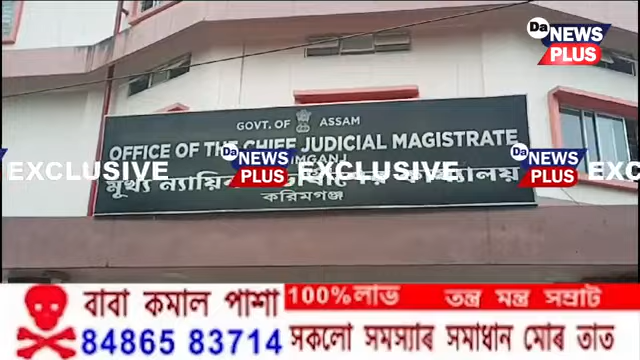 Da NEWS PLUS
GOVT. OF ASSAM
OFFICE OF THE CHIEF JUDICIAL MAGISTRATE
EXCLUSIVE Da NEWS PLUS EXCLUSIVE Da NEWS PLUS
মুখ্য কাৰ্য্যালয়
করিমগঞ্জ
বাবা কমাল পাশা 100%লাভ তন্ত্ৰ মন্ত্ৰ সম্ৰাট
84865 83714 সকলো সমস্যাৰ সমাধান মোৰ তাত